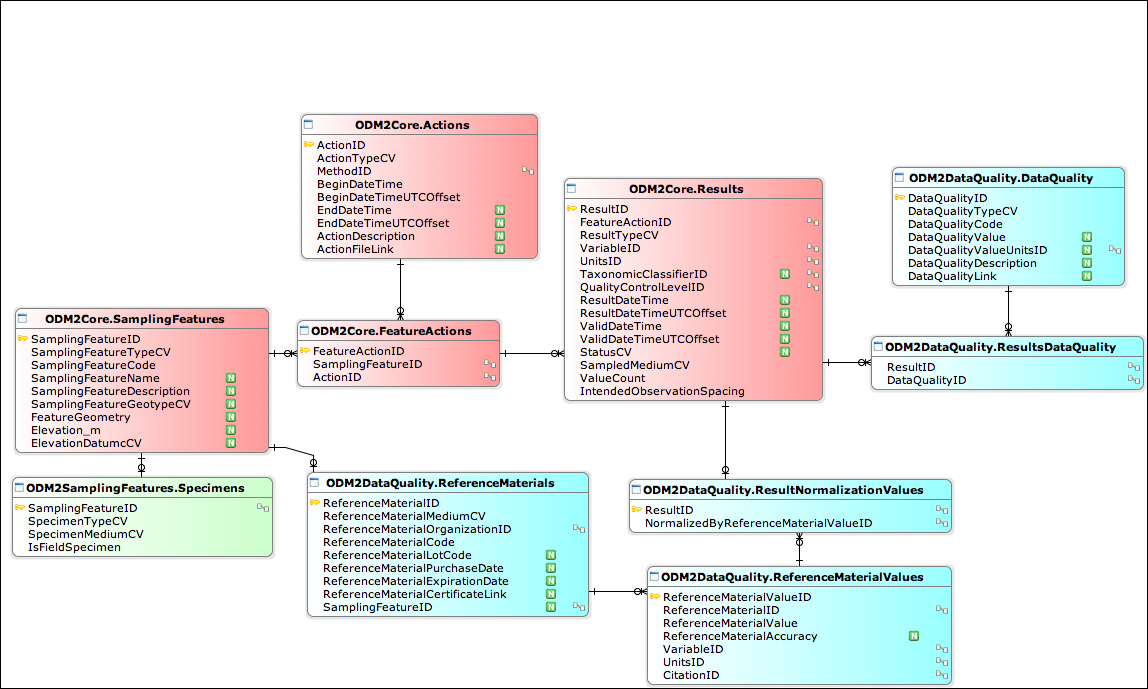 ODM2Core.Actions
ActionID
ActionTypeCV
MethodID
BeginDateTime
BeginDateTimeUTCOffset
EndDateTime N
EndDateTimeUTCOffset N
ActionDescription N
ActionFileLink N
ODM2Core.Results
ResultID
FeatureActionID
ResultTypeCV
VariableID
UnitsID
TaxonomicClassifierID N
QualityControlLevelID
ResultDateTime N
ResultDateTimeUTCOffset N
ValidDateTime N
ValidDateTimeUTCOffset N
StatusCV N
SampledMediumCV
ValueCount
IntendedObservationSpacing
ODM2DataQuality.DataQuality
DataQualityID
DataQualityTypeCV
DataQualityCode
DataQualityValue N
DataQualityValueUnitsID N
DataQualityDescription N
DataQualityLink N
ODM2Core.SamplingFeatures
SamplingFeatureID
SamplingFeatureTypeCV
SamplingFeatureCode
SamplingFeatureName N
SamplingFeatureDescription N
SamplingFeatureGeotypeCV N
FeatureGeometry N
Elevation_m N
ElevationDatumcCV N
ODM2Core.FeatureActions
FeatureActionID
SamplingFeatureID
ActionID
ODM2DataQuality.ResultsDataQuality
ResultID
DataQualityID
ODM2SamplingFeatures.Specimens
SamplingFeatureID
SpecimenTypeCV
SpecimenMediumCV
IsFieldSpecimen
ODM2DataQuality.ReferenceMaterials
ReferenceMaterialID
ReferenceMaterialMediumCV
ReferenceMaterialOrganizationID
ReferenceMaterialCode
ReferenceMaterialLotCode N
ReferenceMaterialPurchaseDate N
ReferenceMaterialExpirationDate N
ReferenceMaterialCertificateLink N
SamplingFeatureID N
ODM2DataQuality.ResultNormalizationValues
ResultID
NormalizedByReferenceMaterialValueID
ODM2DataQuality.ReferenceMaterialValues
ReferenceMaterialValueID
ReferenceMaterialID
ReferenceMaterialValue
ReferenceMaterialAccuracy N
VariableID
UnitsID
CitationID